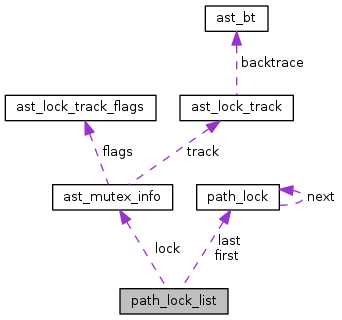 ast_bt
backtrace
ast_lock_track_flags
ast_lock_track
flags
track
ast_mutex_info
path_lock
next
lock
last
first
path_lock_list